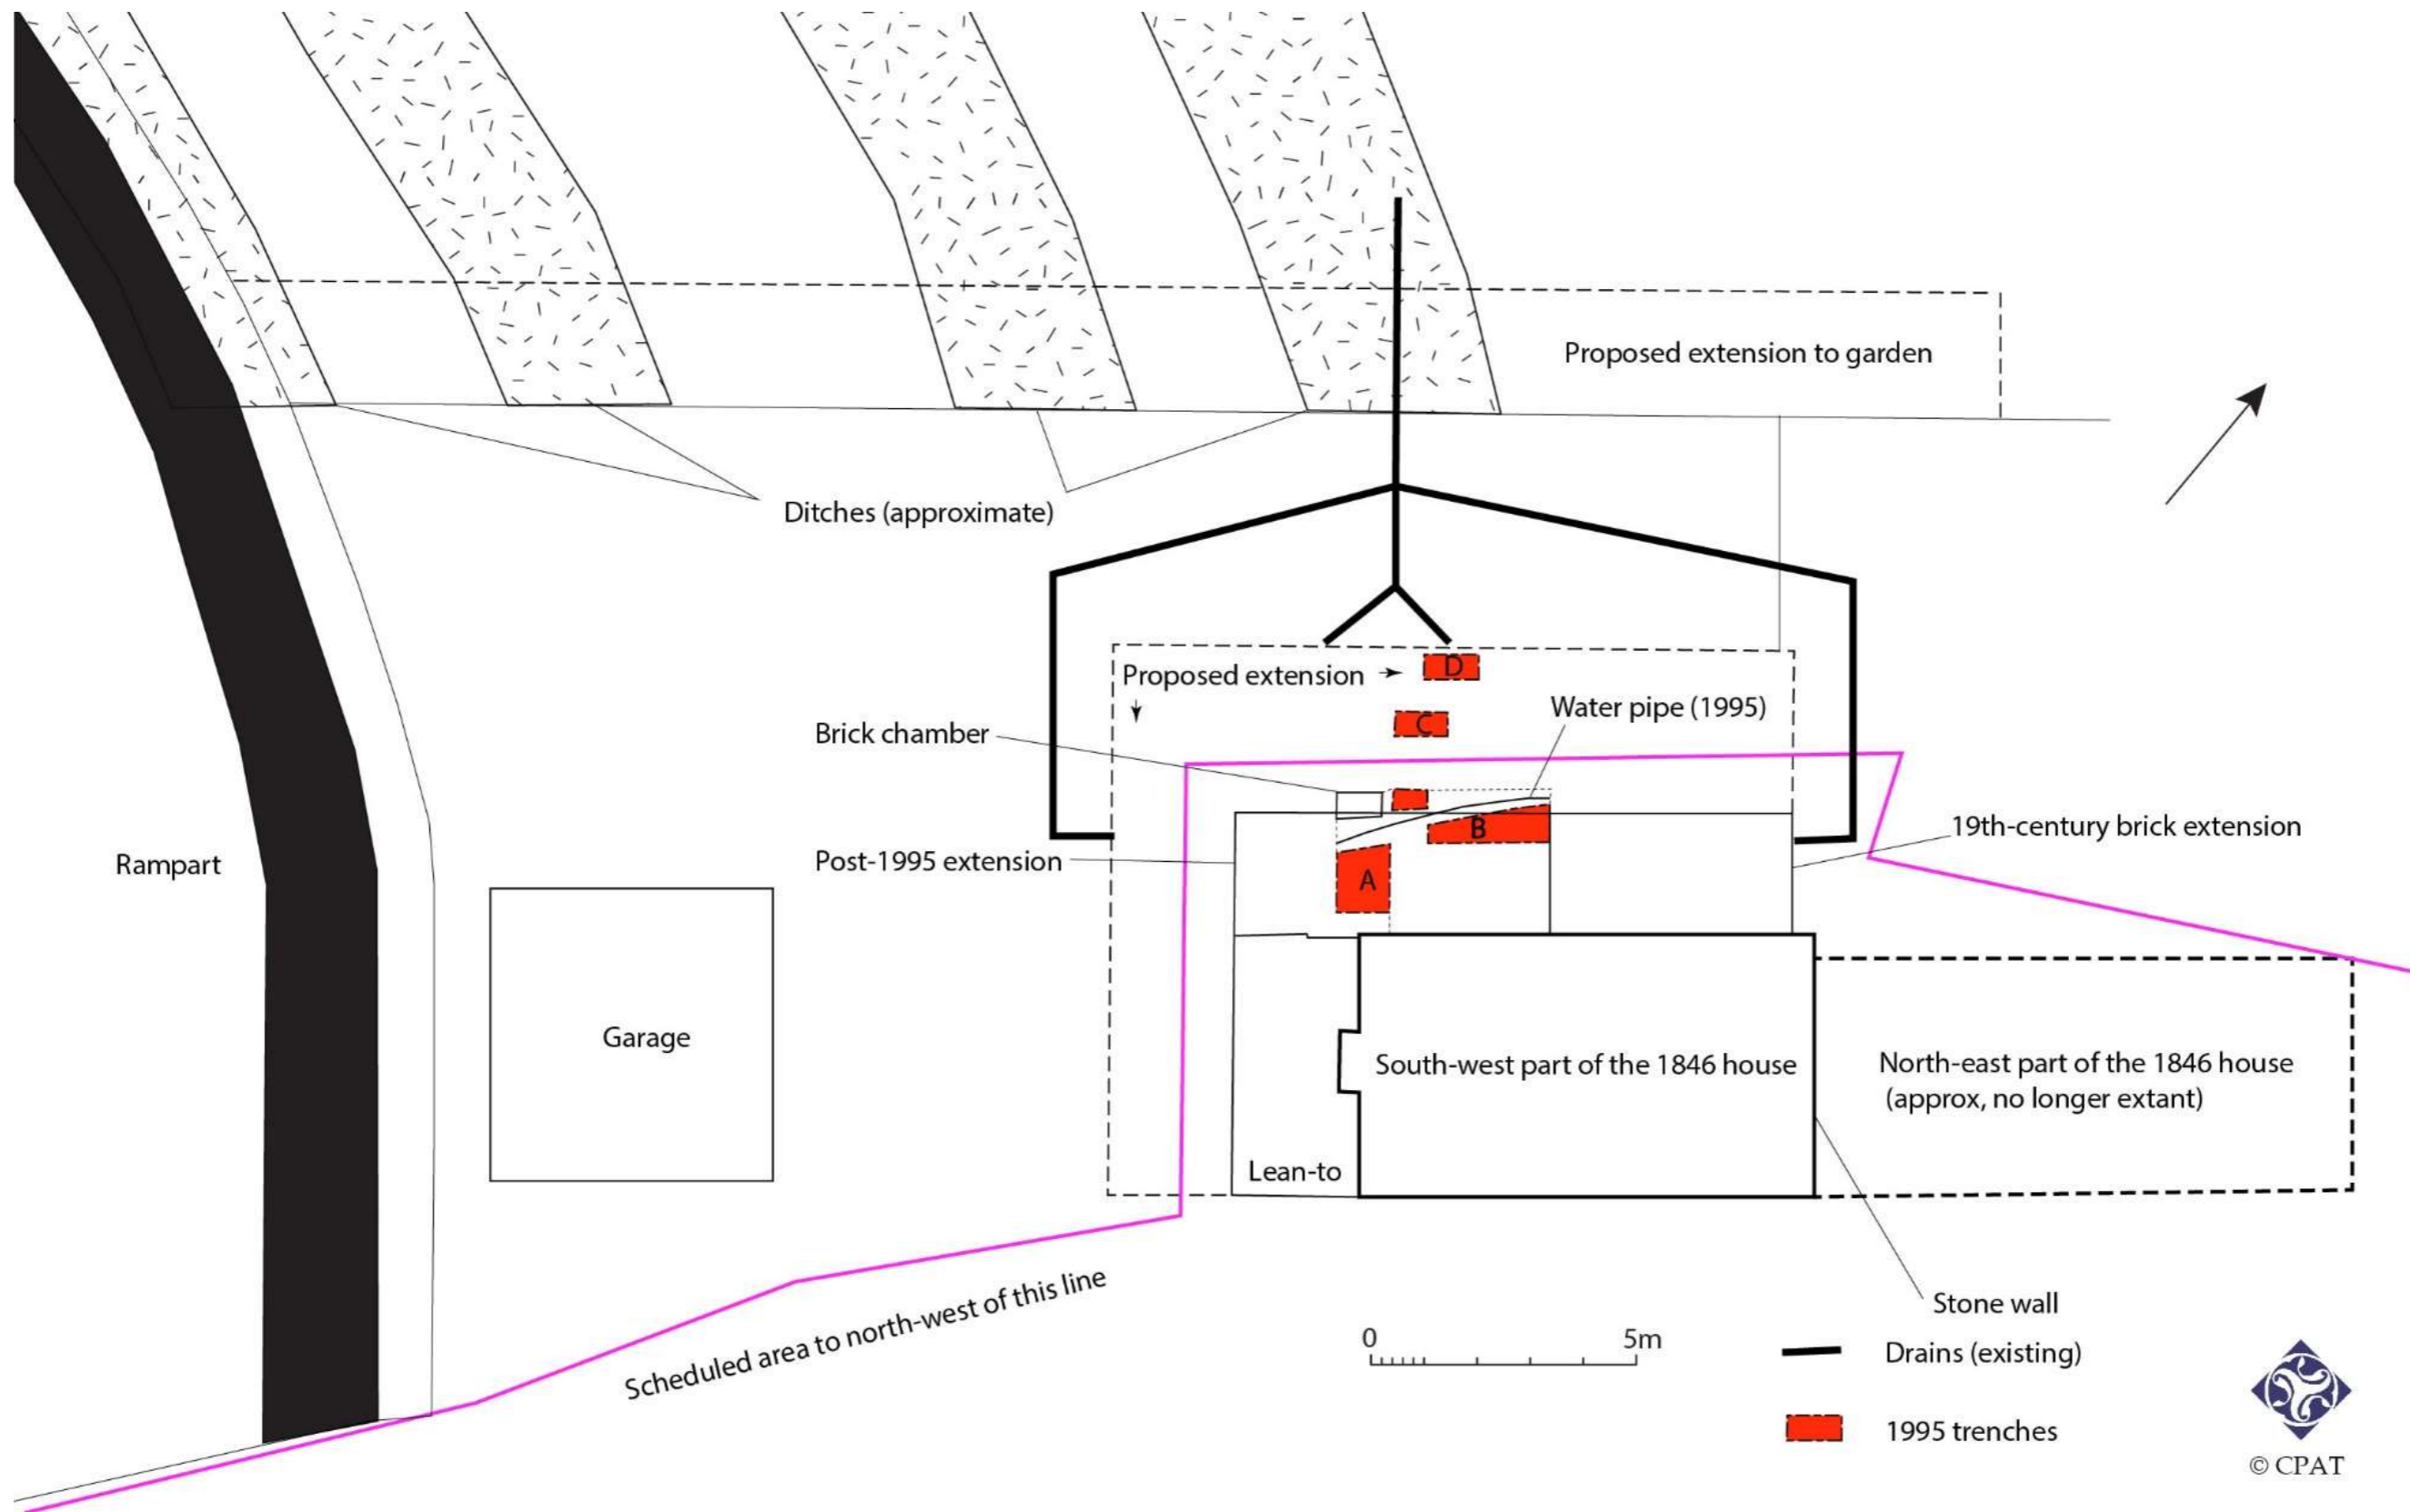 Proposed extension to garden
Ditches (approximate)
D
Proposed extension
C
Water pipe (1995)
Brick chamber
B
19th-century brick extension
Post-1995 extension
Rampart
A
Garage
South-west part of the 1846 house
North-east part of the 1846 house
(approx, no longer extant)
Lean-to
Scheduled area to north-west of this line
Stone wall
0
5m
Drains (existing)
1995 trenches
© CPAT